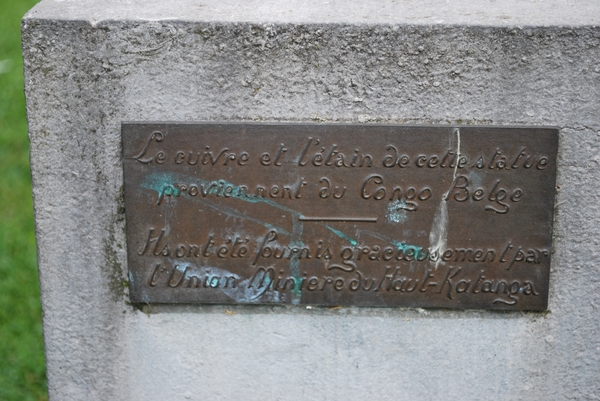 Le cuivre et l'étain de cette statue
proviennent du Congo Belge
Ils ont été fournis gracieusement par
l'Union Minière du Haut-Katanga